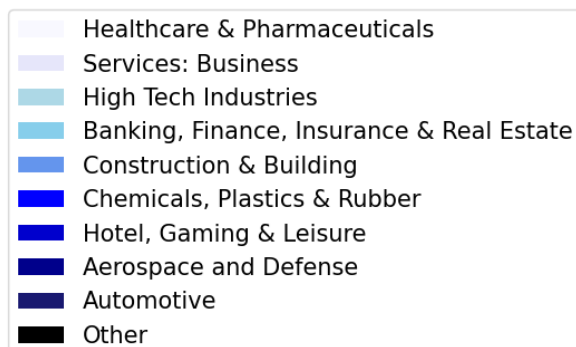 Healthcare & Pharmaceuticals
Services: Business
High Tech Industries
Banking, Finance, Insurance & Real Estate
Construction & Building
Chemicals, Plastics & Rubber
Hotel, Gaming & Leisure
Aerospace and Defense
Automotive
Other